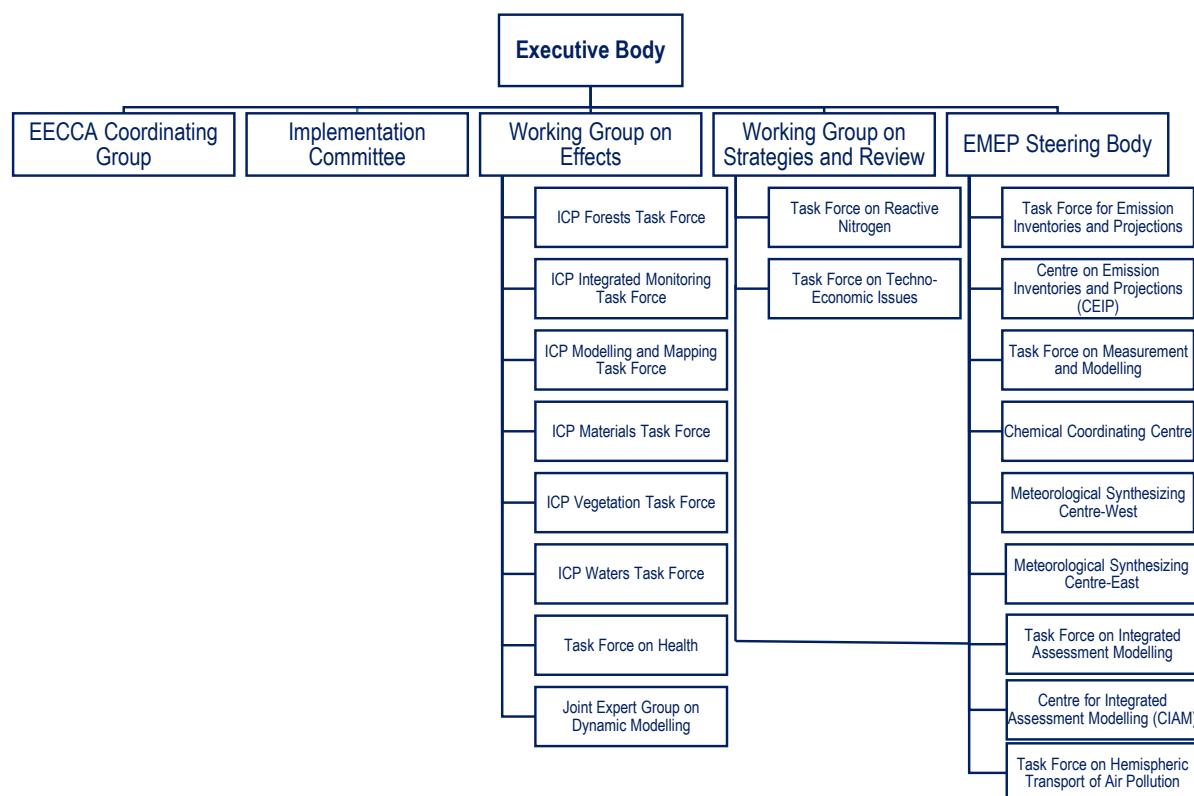 Executive Body
EECCA Coordinating
Group
Implementation
Committee
Working Group on
Effects
Working Group on
Strategies and Review
EMEP Steering Body
ICP Forests Task Force
ICP Integrated Monitoring
Task Force
ICP Modelling and Mapping
Task Force
ICP Materials Task Force
ICP Vegetation Task Force
ICP Waters Task Force
Task Force on Health
Joint Expert Group on
Dynamic Modelling
Task Force on Reactive
Nitrogen
Task Force on Techno-
Economic Issues
Task Force for Emission
Inventories and Projections
Centre on Emission
Inventories and Projections
(CEIP)
Task Force on Measurement
and Modelling
Chemical Coordinating Centre
Meteorological Synthesizing
Centre-West
Meteorological Synthesizing
Centre-East
Task Force on Integrated
Assessment Modelling
Centre for Integrated
Assessment Modelling (CIAM)
Task Force on Hemispheric
Transport of Air Pollution